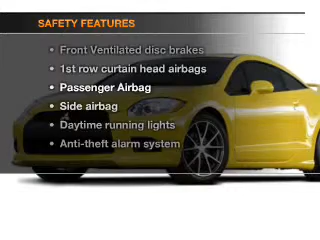 SAFETY FEATURES
• Front Ventilated disc brakes
• 1st row curtain head airbags
• Passenger Airbag
• Side airbag
• Daytime running lights
• Anti-theft alarm system